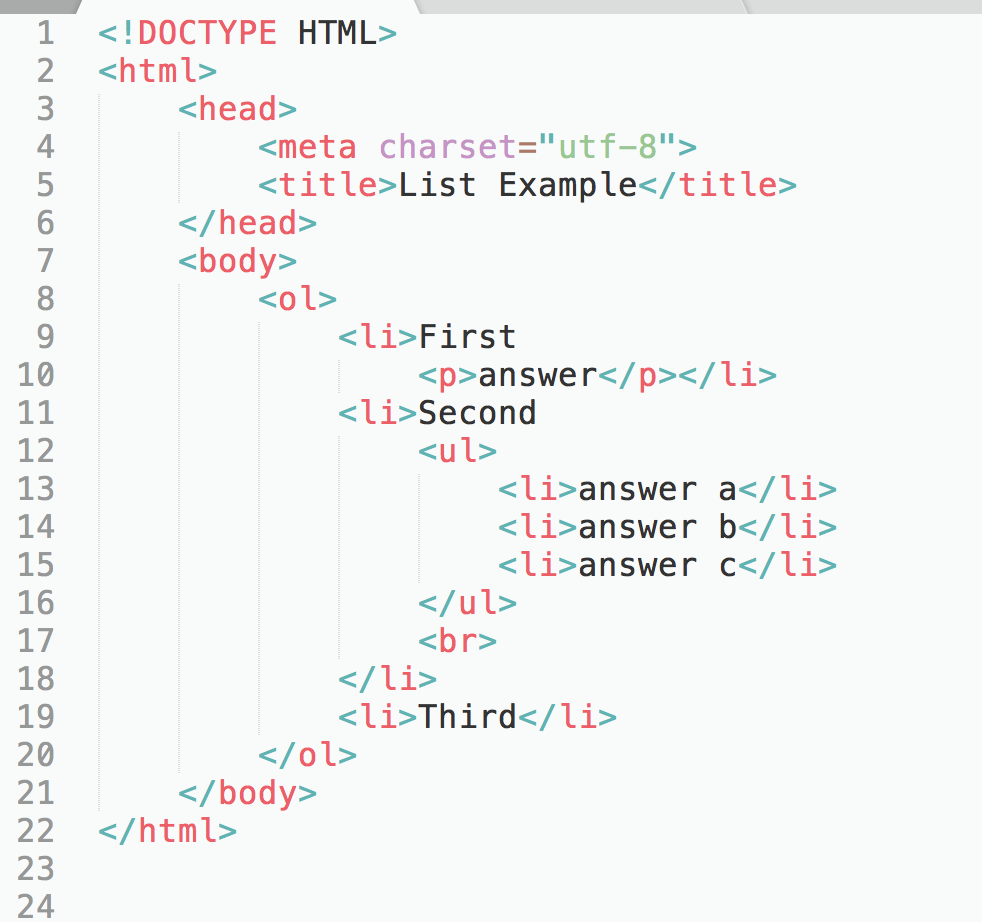 1 <!DOCTYPE HTML>
2 <html>
3     <head>
4         <meta charset="utf-8">
5         <title>List Example</title>
6     </head>
7     <body>
8         <ol>
9             <li>First
10                 <p>answer</p></li>
11             <li>Second
12                 <ul>
13                     <li>answer a</li>
14                     <li>answer b</li>
15                     <li>answer c</li>
16                 </ul>
17                 <br>
18             </li>
19             <li>Third</li>
20         </ol>
21     </body>
22 </html>
23
24